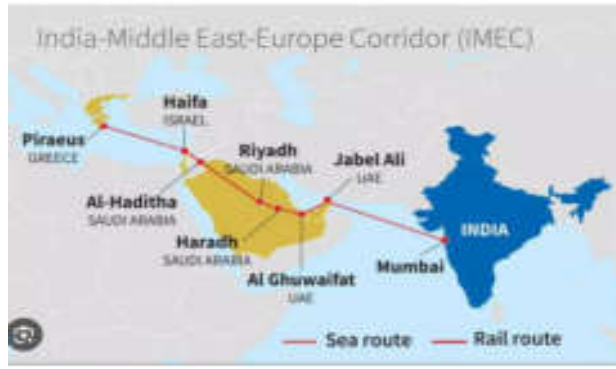 India-Middle East-Europe Corridor (IMEC)
Haifa
ISRAEL
Piraeus
GREECE
Riyadh
SAUDI ARABIA
Jabel Ali
UAE
Al-Haditha
SAUDI ARABIA
Haradh
SAUDI ARABIA
Al Ghuwaifat
UAE
Mumbai
INDIA
Sea route
Rail route